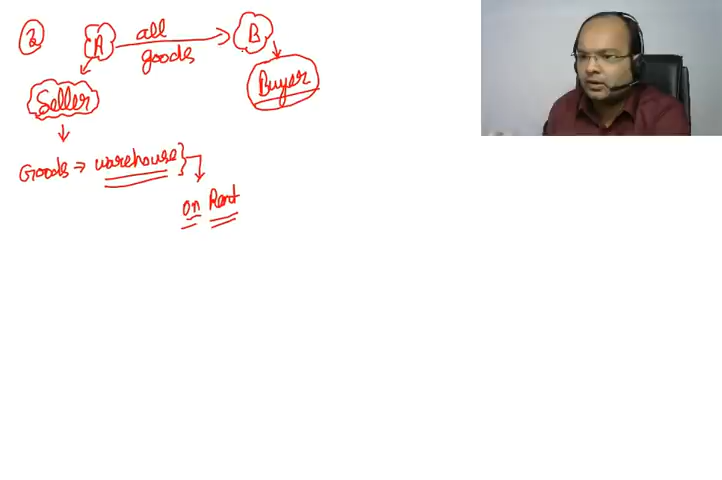 2
A all goods B
Seller
Buyer
Goods ⇒ warehouse
on Rent